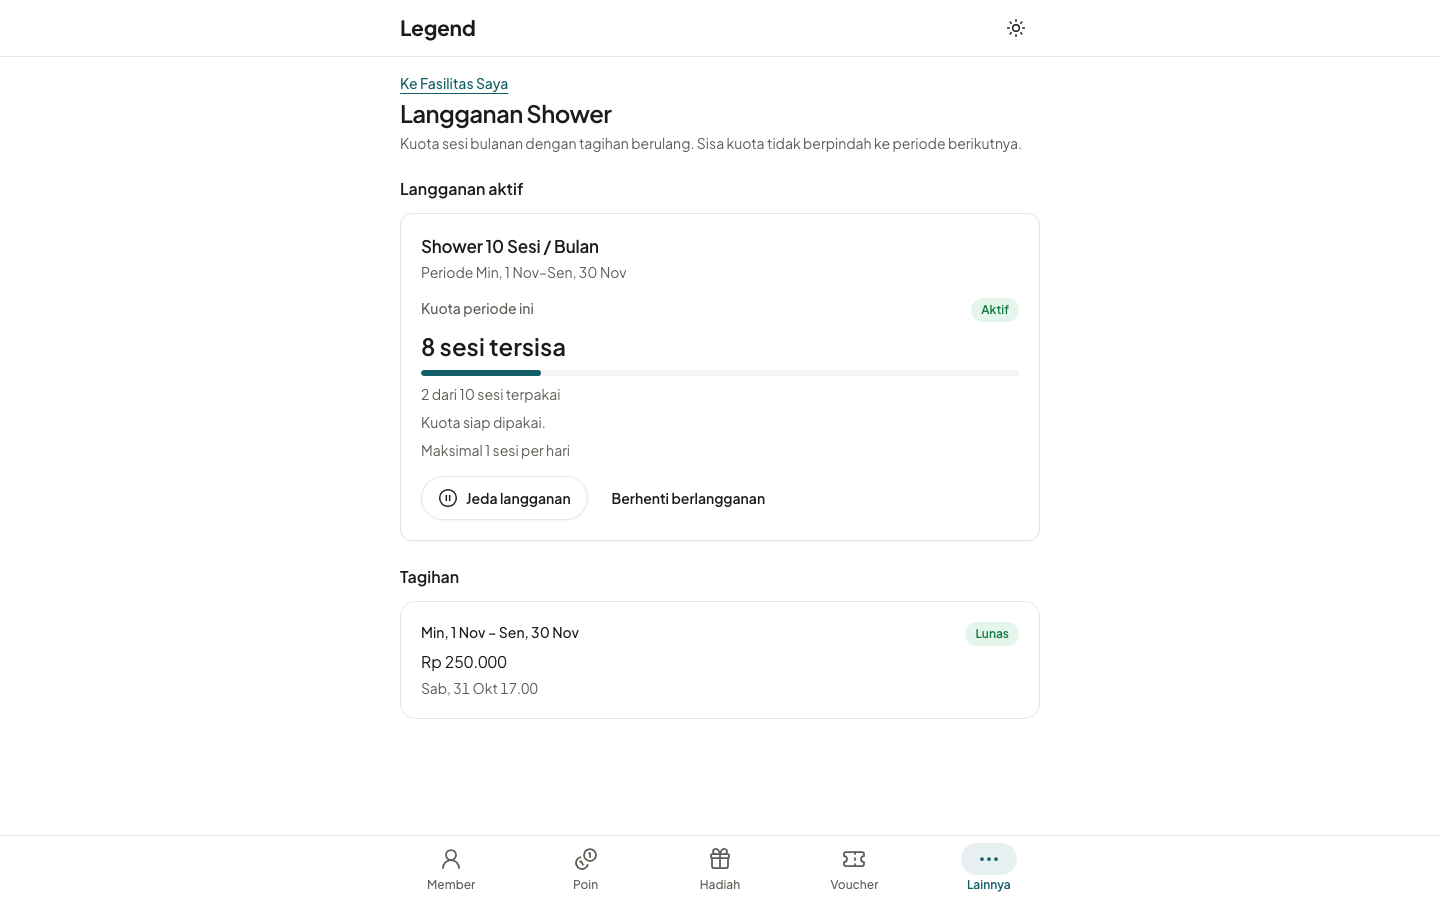 Legend
Ke Fasilitas Saya
Langganan Shower
Kuota sesi bulanan dengan tagihan berulang. Sisa kuota tidak berpindah ke periode berikutnya.
Langganan aktif
Shower 10 Sesi / Bulan
Periode Min, 1 Nov–Sen, 30 Nov
Kuota periode ini
Aktif
8 sesi tersisa
2 dari 10 sesi terpakai
Kuota siap dipakai.
Maksimal 1 sesi per hari
Jeda langganan
Berhenti berlangganan
Tagihan
Min, 1 Nov – Sen, 30 Nov
Lunas
Rp 250.000
Sab, 31 Okt 17.00
Member
Poin
Hadiah
Voucher
Lainnya